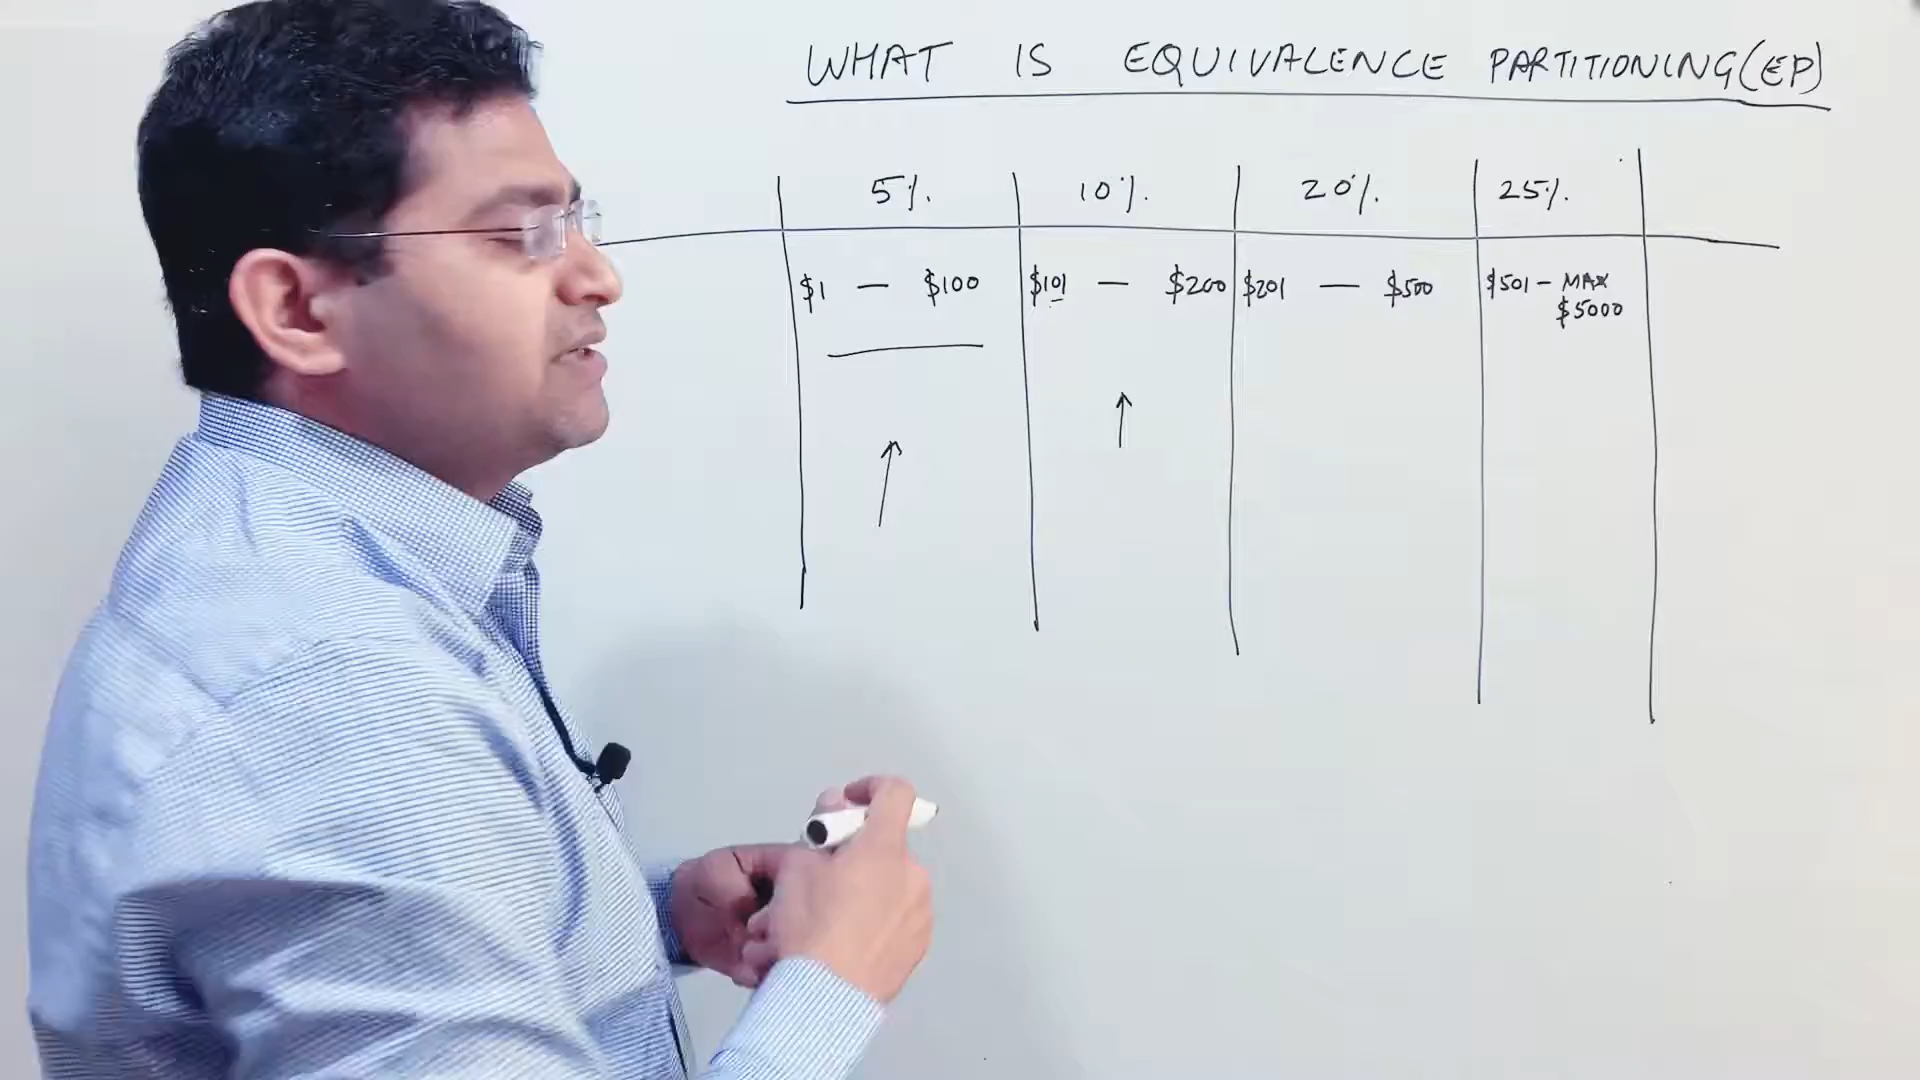 WHAT IS EQUIVALENCE PARTITIONING(EP)
5% 10% 20% 25%
$1 — $100 $101 — $200 $201 — $500 $501 - MAX
$5000